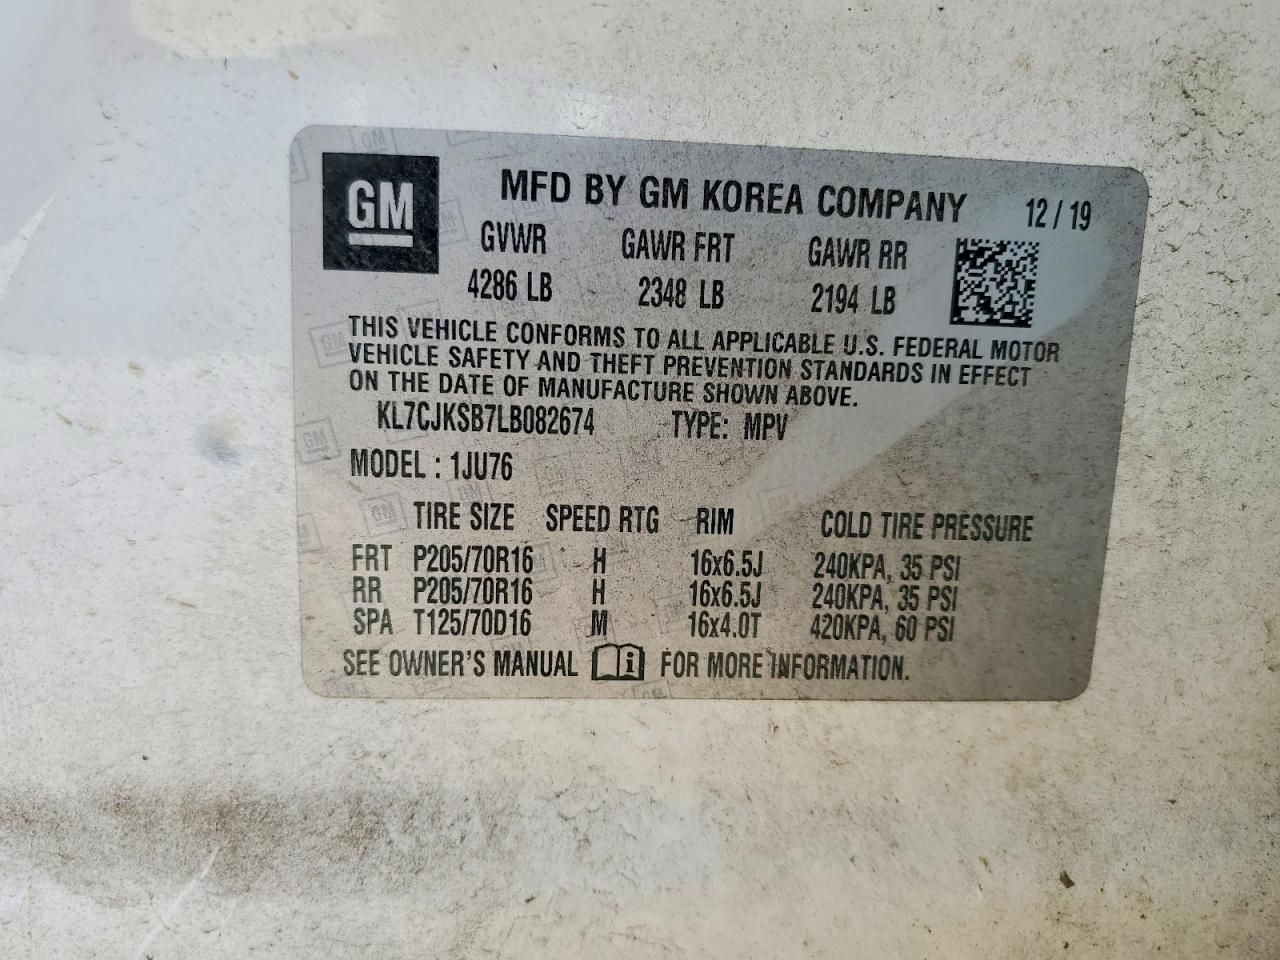 GM
MFD BY GM KOREA COMPANY 12/19
GVWR GAWR FRT GAWR RR
4286 LB 2348 LB 2194 LB
THIS VEHICLE CONFORMS TO ALL APPLICABLE U.S. FEDERAL MOTOR
VEHICLE SAFETY AND THEFT PREVENTION STANDARDS IN EFFECT
ON THE DATE OF MANUFACTURE SHOWN ABOVE.
KL7CJKSB7LB082674 TYPE: MPV
MODEL : 1JU76
TIRE SIZE SPEED RTG RIM COLD TIRE PRESSURE
FRT P205/70R16 H 16x6.5J 240KPA, 35 PSI
RR P205/70R16 H 16x6.5J 240KPA, 35 PSI
SPA T125/70D16 M 16x4.0T 420KPA, 60 PSI
SEE OWNER'S MANUAL i FOR MORE INFORMATION.